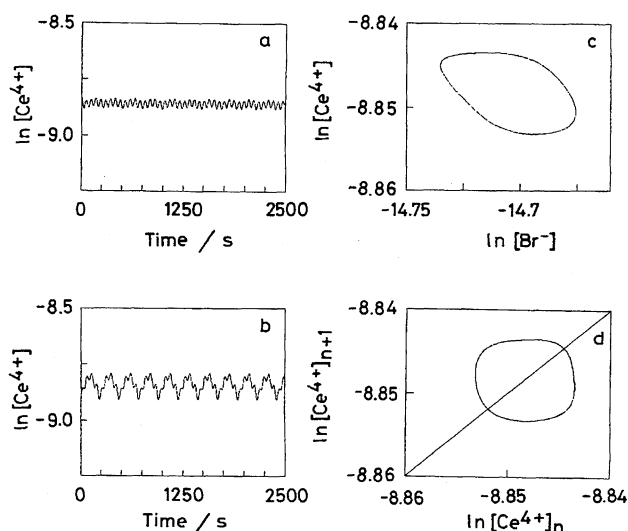 a
-8.5
-9.0
ln [Ce4+]
0 1250 2500
Time / s
c
-8.84
-8.85
-8.86
ln [Ce4+]
-14.75 -14.7
ln [Br−]
b
-8.5
-9.0
ln [Ce4+]
0 1250 2500
Time / s
d
-8.84
-8.85
-8.86
ln [Ce4+]n+1
-8.86 -8.85 -8.84
ln [Ce4+]n